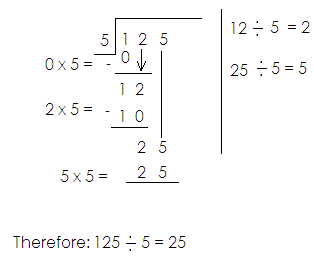 5 1 2 5
12 ÷ 5 = 2
0 x 5 = - 0
25 ÷ 5 = 5
1 2
2 x 5 = - 1 0
2 5
5 x 5 = 2 5
Therefore: 125 ÷ 5 = 25